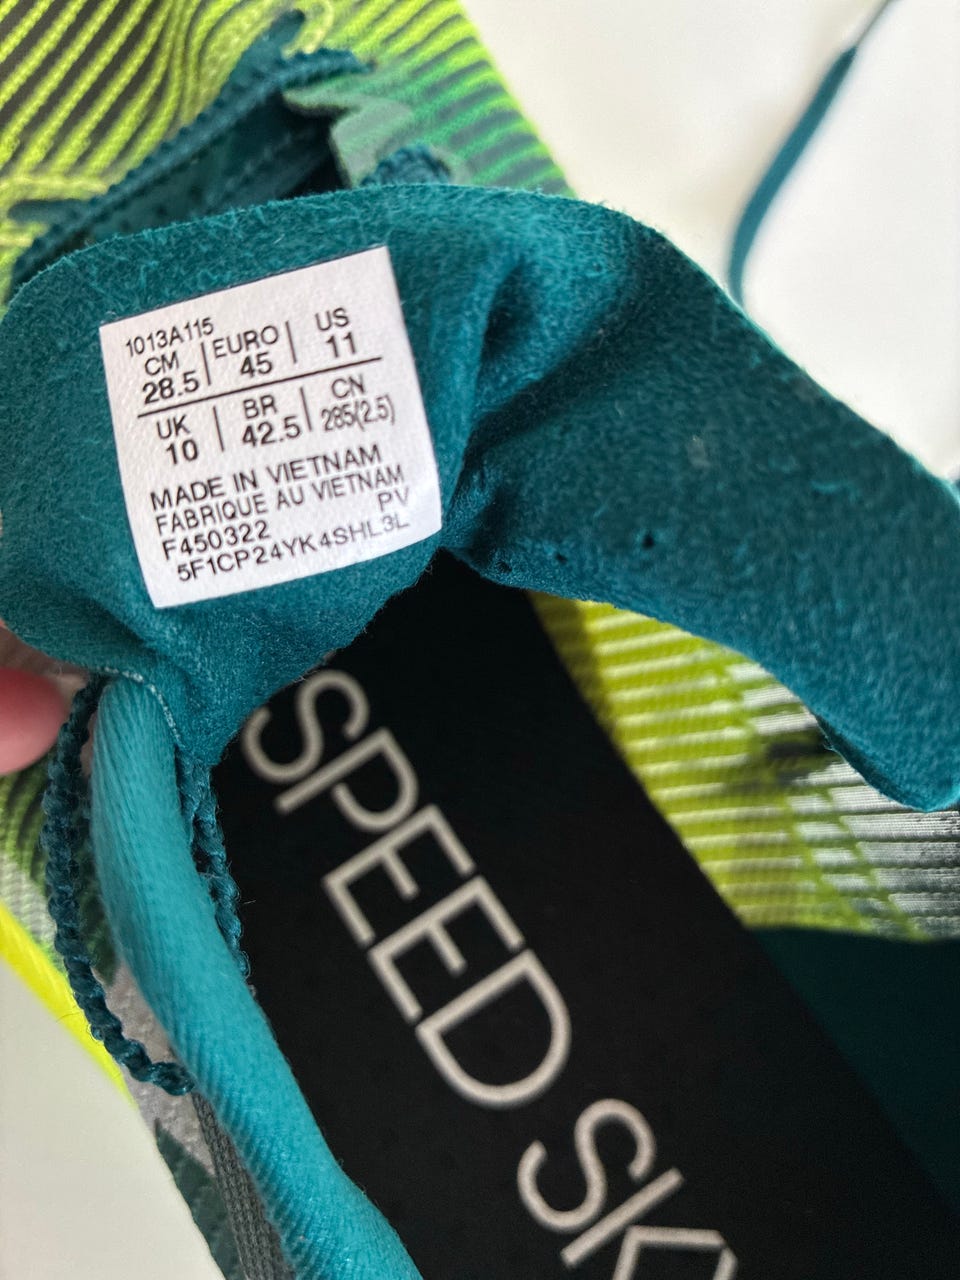 1013A115
CM | EURO | US
28.5 | 45 | 11
UK | BR | CN
10 | 42.5 | 285(2.5)
MADE IN VIETNAM
FABRIQUE AU VIETNAM
F450322 PV
5F1CP24YK4SHL3L
SPEED SK